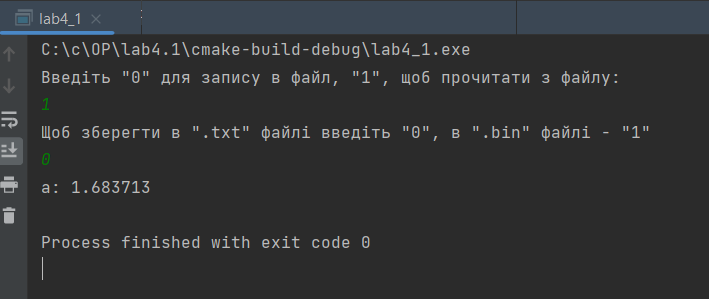 lab4_1
C:\c\OP\lab4.1\cmake-build-debug\lab4_1.exe
Введіть "0" для запису в файл, "1", щоб прочитати з файлу:
1
Щоб зберегти в ".txt" файлі введіть "0", в ".bin" файлі - "1"
0
a: 1.683713
Process finished with exit code 0